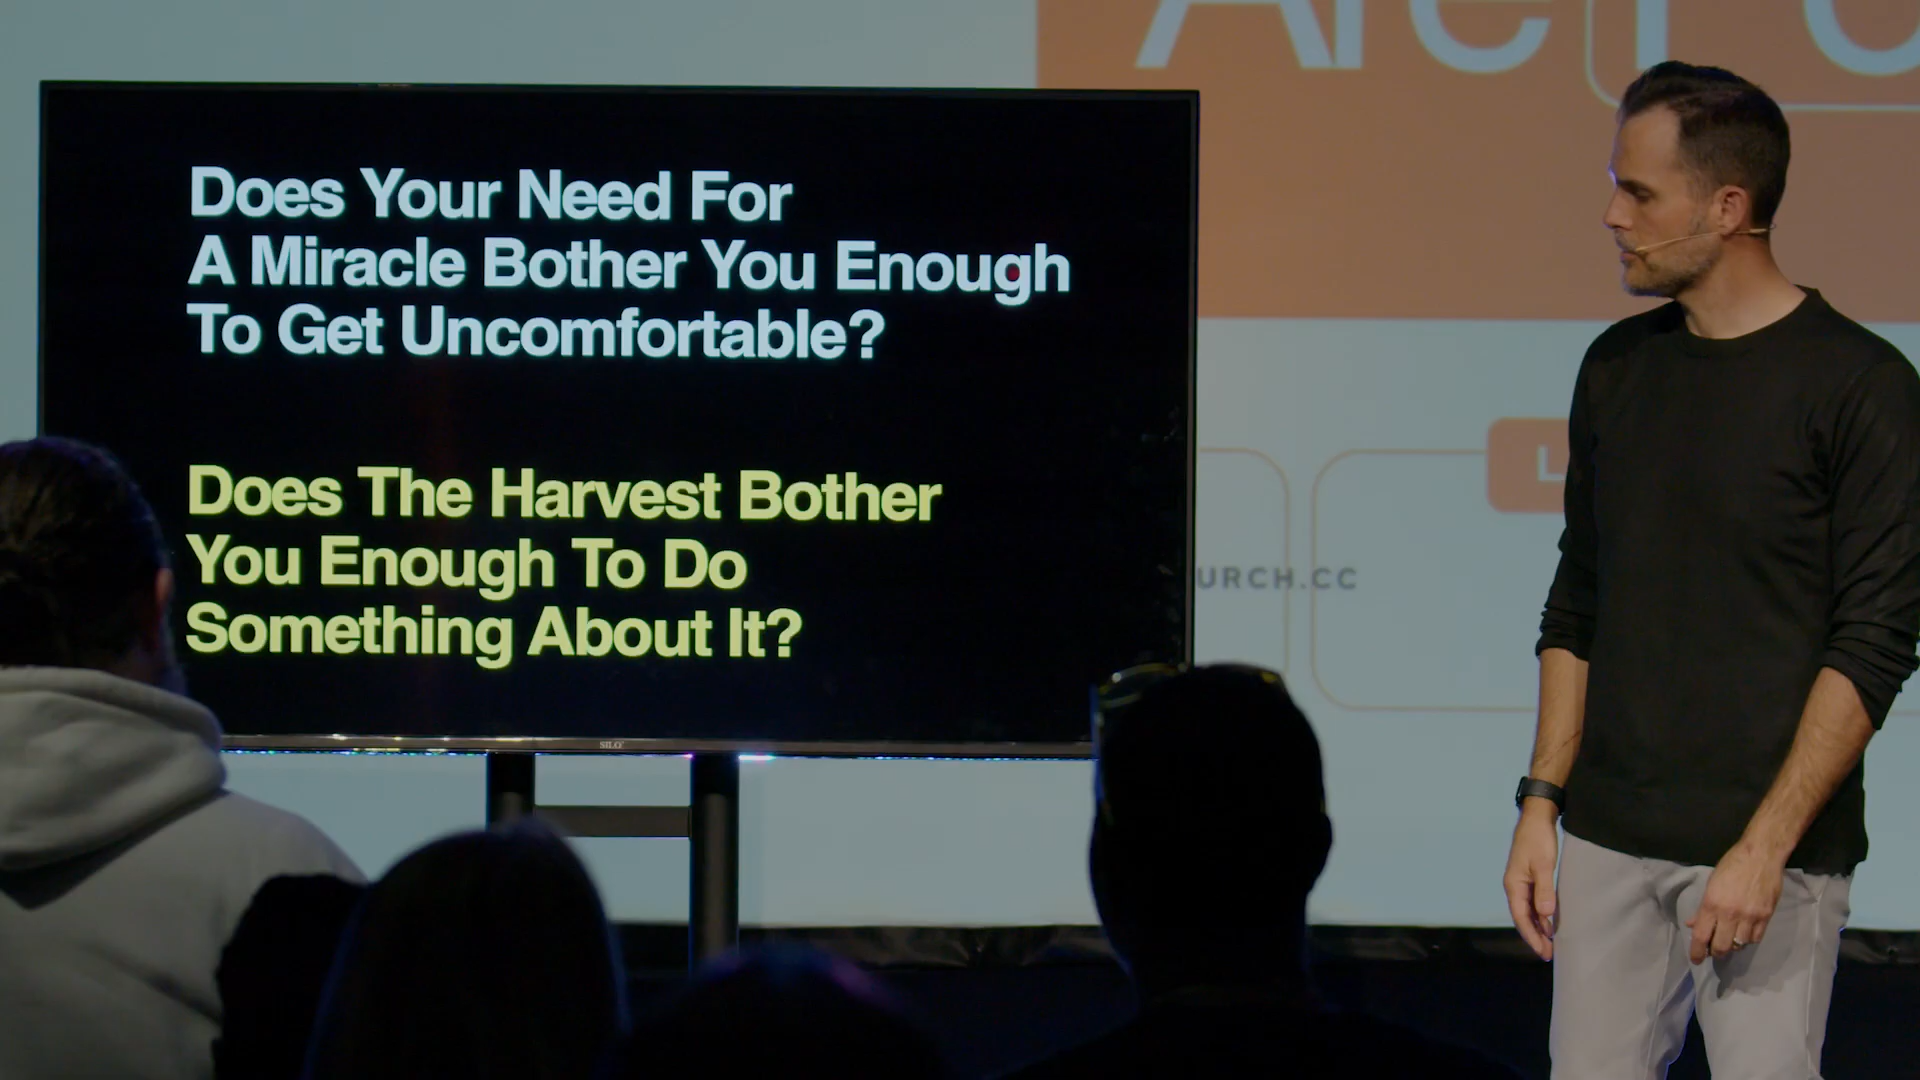 Does Your Need For
A Miracle Bother You Enough
To Get Uncomfortable?
Does The Harvest Bother
You Enough To Do
Something About It?
SILO
URCH.CC